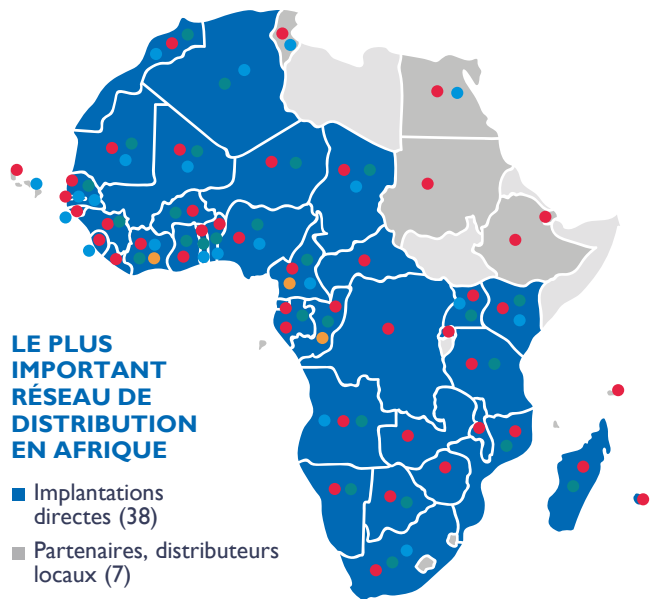 LE PLUS
IMPORTANT
RÉSEAU DE
DISTRIBUTION
EN AFRIQUE
Implantations
directes (38)
Partenaires, distributeurs
locaux (7)